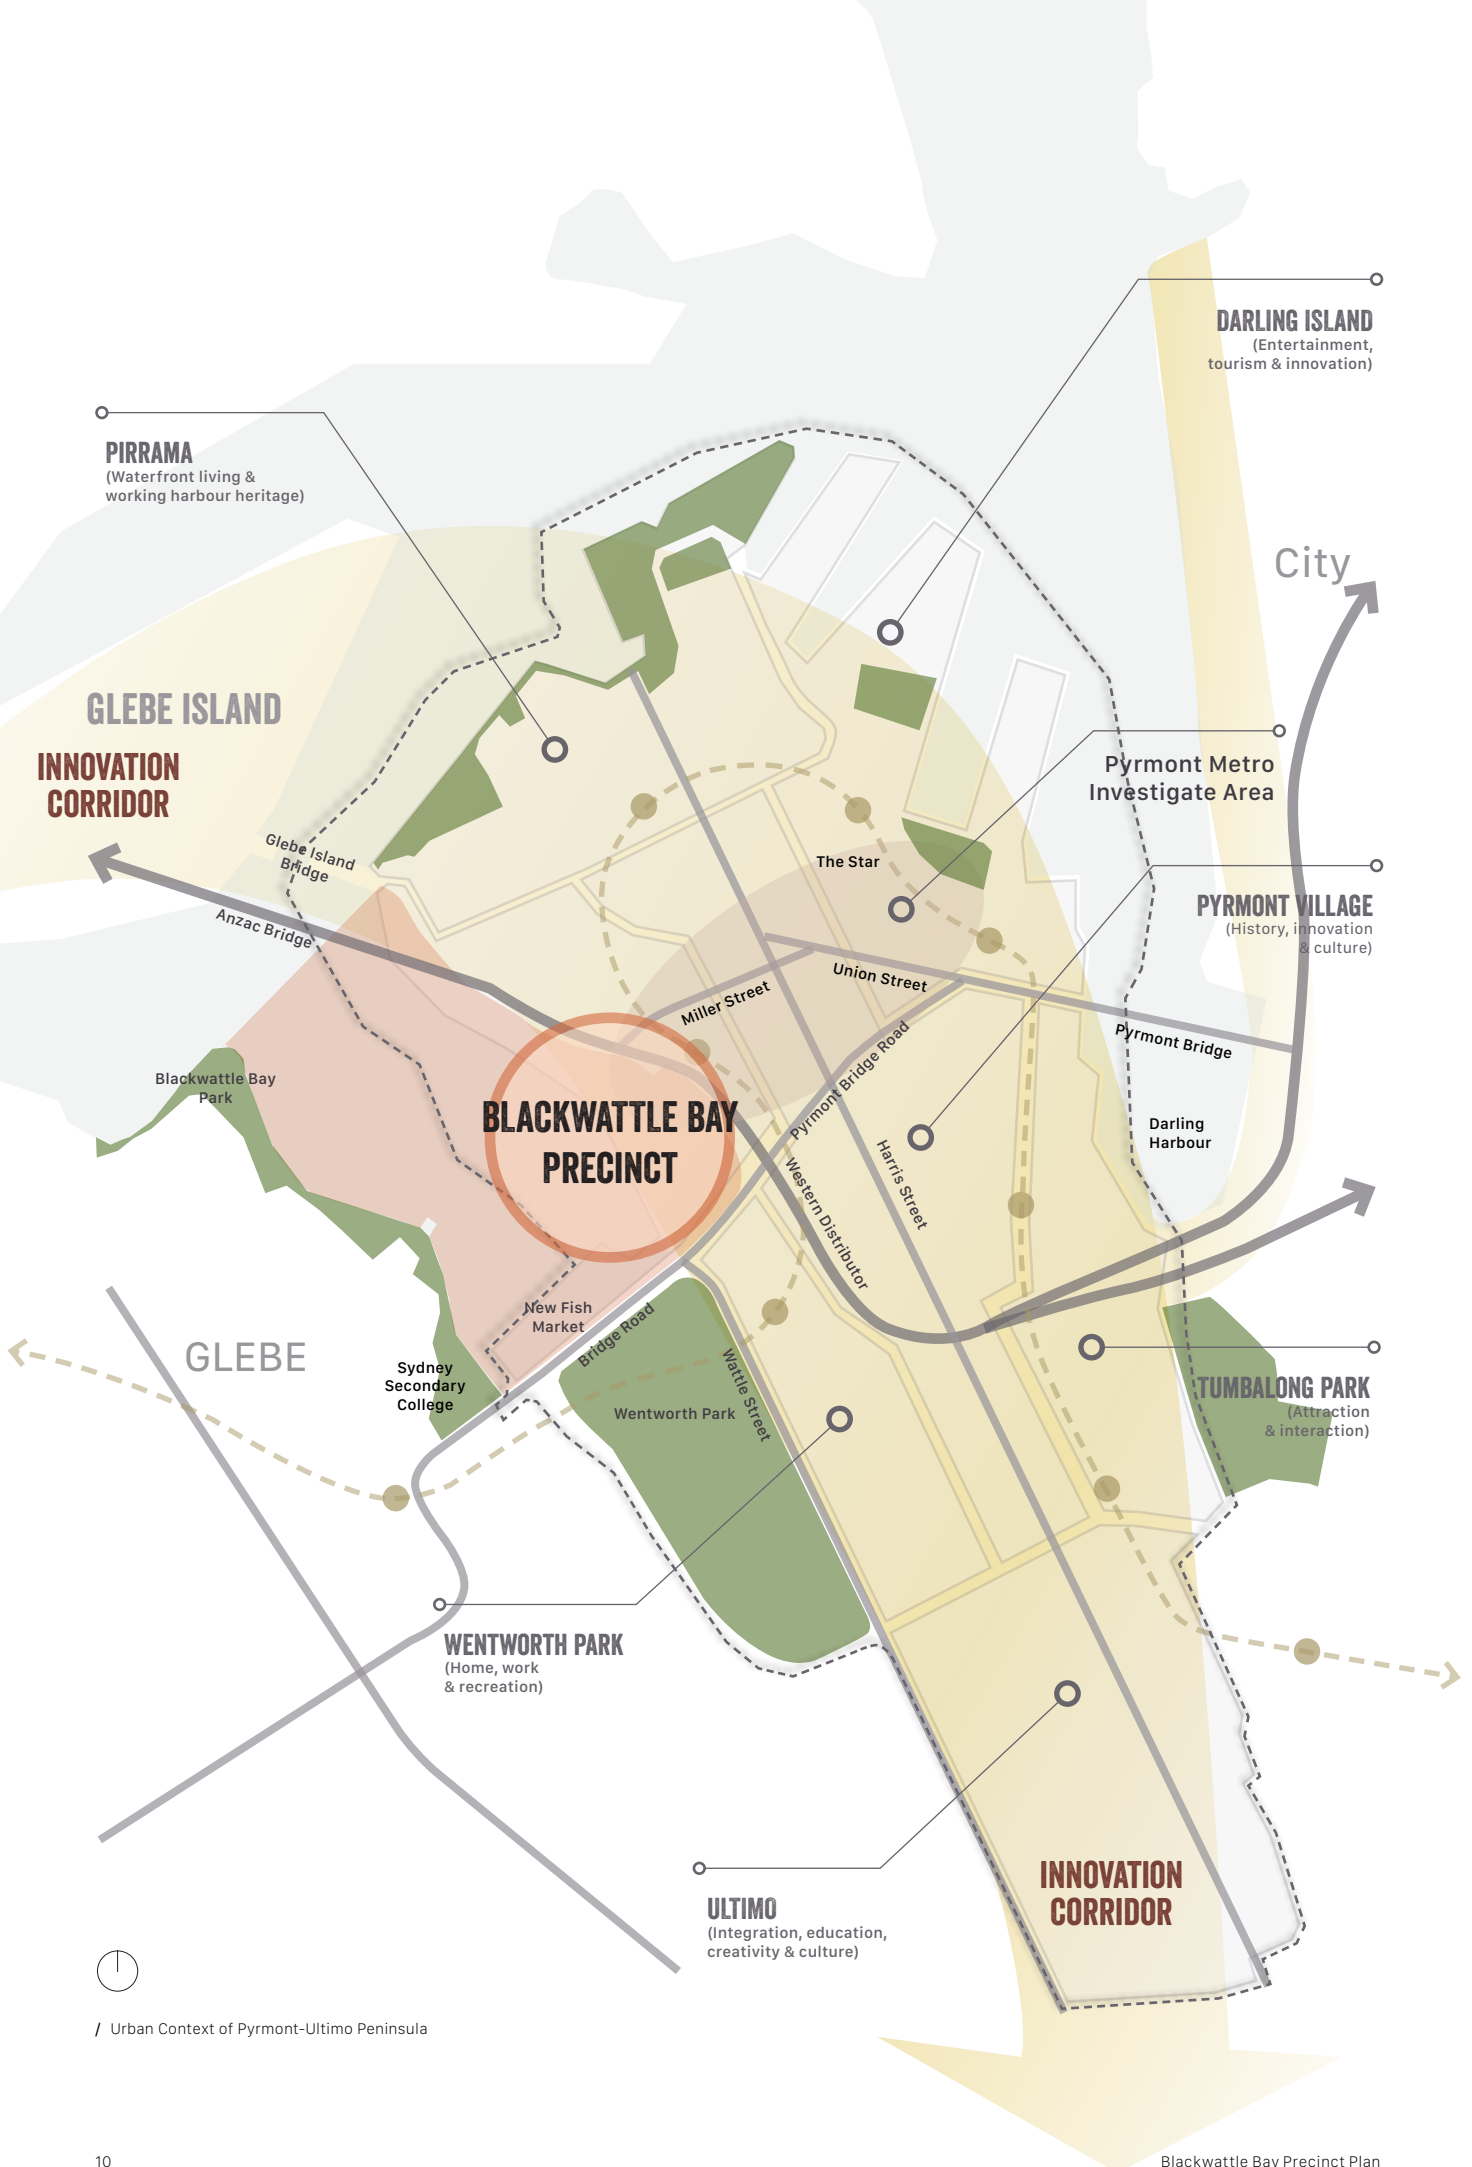 DARLING ISLAND
(Entertainment,
tourism & innovation)
PIRRAMA
(Waterfront living &
working harbour heritage)
City
GLEBE ISLAND
INNOVATION
CORRIDOR
Pyrmont Metro
Investigate Area
Glebe Island
Bridge
The Star
Anzac Bridge
PYRMONT VILLAGE
(History, innovation
& culture)
Union Street
Miller Street
Pyrmont Bridge
Pyrmont Bridge Road
Blackwattle Bay
Park
BLACKWATTLE BAY
PRECINCT
Darling
Harbour
Harris Street
Western Distributor
New Fish
Market
Bridge Road
GLEBE
Sydney
Secondary
College
Wattle Street
Wentworth Park
TUMBALONG PARK
(Attraction
& interaction)
WENTWORTH PARK
(Home, work
& recreation)
INNOVATION
CORRIDOR
ULTIMO
(Integration, education,
creativity & culture)
/ Urban Context of Pyrmont-Ultimo Peninsula
10
Blackwattle Bay Precinct Plan